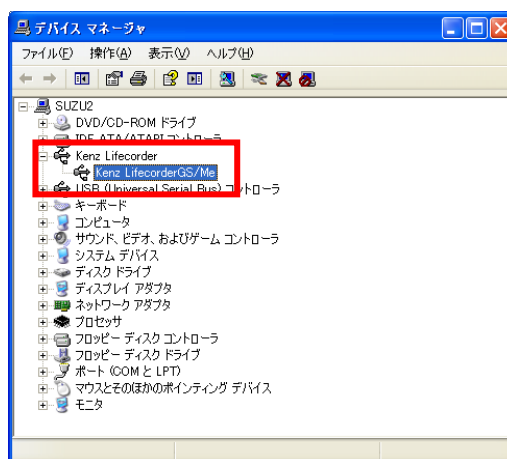 デバイス マネージャ
ファイル(F) 操作(A) 表示(V) ヘルプ(H)
SUZU2
DVD/CD-ROM ドライブ
IDE ATA/ATAPI コントローラ
Kenz Lifecorder
Kenz LifecorderGS/Me
USB (Universal Serial Bus) コントローラ
キーボード
コンピュータ
サウンド、ビデオ、およびゲーム コントローラ
システム デバイス
ディスク ドライブ
ディスプレイ アダプタ
ネットワーク アダプタ
プロセッサ
フロッピー ディスク コントローラ
フロッピー ディスク ドライブ
ポート (COM と LPT)
マウスとそのほかのポインティング デバイス
モニタ